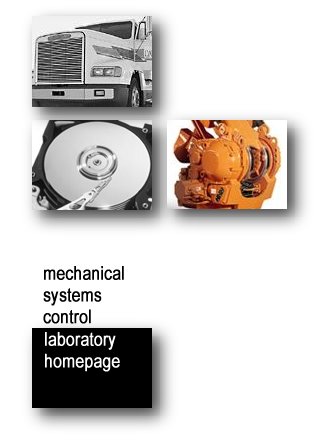 mechanical
systems
control
laboratory
homepage